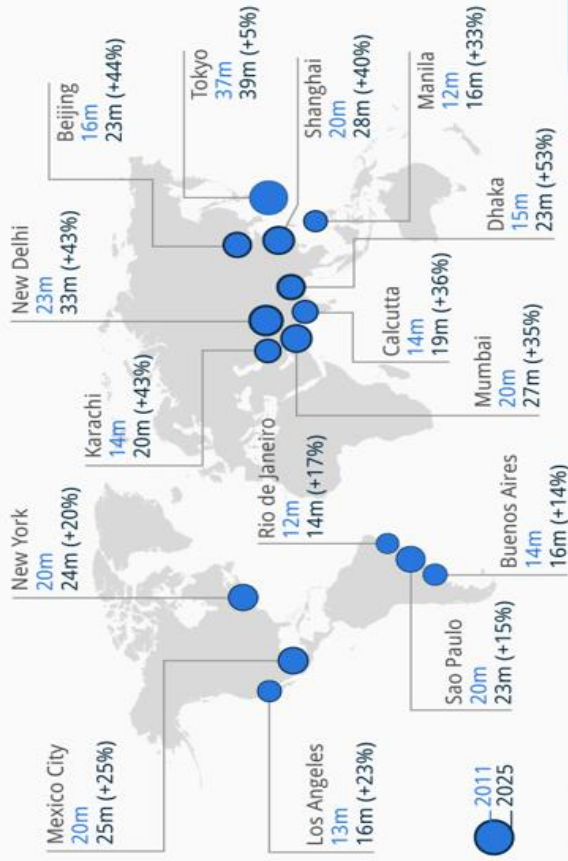 Mexico City
20m
25m (+25%)
New York
20m
24m (+20%)
Karachi
14m
20m (+43%)
New Delhi
23m
33m (+43%)
Beijing
16m
23m (+44%)
Tokyo
37m
39m (+5%)
Shanghai
20m
28m (+40%)
Manila
12m
16m (+33%)
Los Angeles
13m
16m (+23%)
Rio de Janeiro
12m
14m (+17%)
Calcutta
14m
19m (+36%)
Dhaka
15m
23m (+53%)
Sao Paulo
20m
23m (+15%)
Buenos Aires
14m
16m (+14%)
Mumbai
20m
27m (+35%)
2011
2025